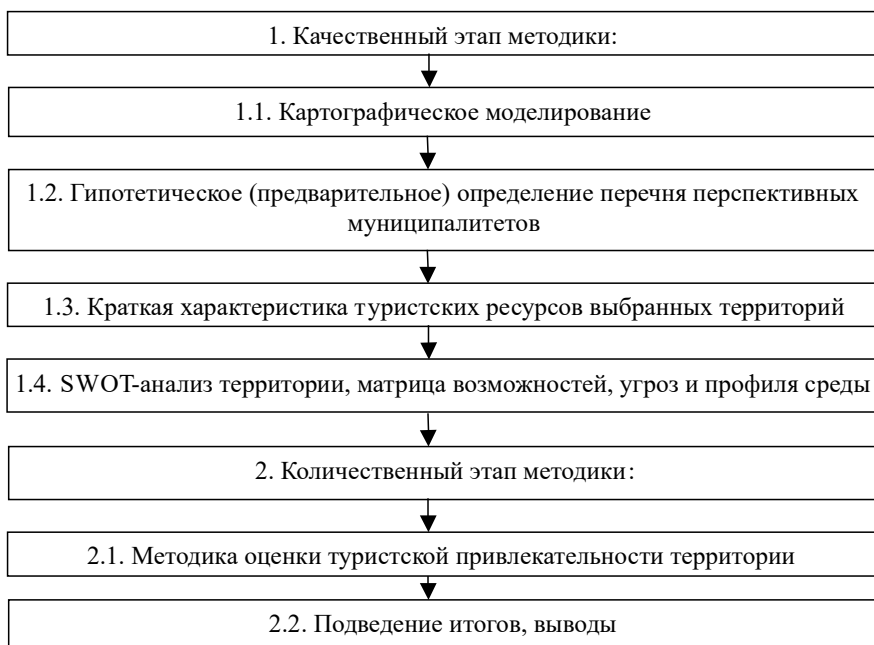 1. Качественный этап методики:
1.1. Картографическое моделирование
1.2. Гипотетическое (предварительное) определение перечня перспективных
муниципалитетов
1.3. Краткая характеристика туристских ресурсов выбранных территорий
1.4. SWOT-анализ территории, матрица возможностей, угроз и профиля среды
2. Количественный этап методики:
2.1. Методика оценки туристской привлекательности территории
2.2. Подведение итогов, выводы